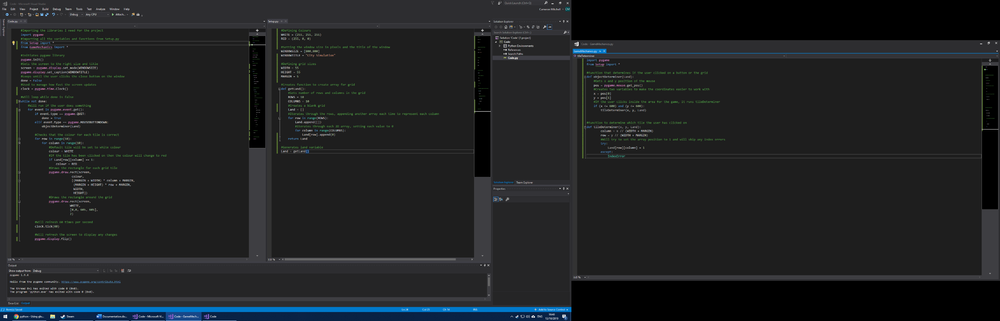 Code - Microsoft Visual Studio
Quick Launch (Ctrl+Q)
File Edit View Project Build Debug Team Tools Test Analyze Window Help
Cameron Mitchell CM
Debug Any CPU Attach...
Server Explorer
Code.py
#Importing the libraries I need for the project
import pygame
#Importing all the variables and functions from Setup.py
from Setup import *
from GameMechanics import *
#Initiates pygame library
pygame.init()
#Sets the screen to the right size and title
screen = pygame.display.set_mode(WINDOWSIZE)
pygame.display.set_caption(WINDOWTITLE)
#Loops until the user clicks the close button on the window
done = False
#Used to manage how fast the screen updates
clock = pygame.time.Clock()
#Will loop while done is false
while not done:
#Will run if the user does something
for event in pygame.event.get():
if event.type == pygame.QUIT:
done = True
elif event.type == pygame.MOUSEBUTTONDOWN:
objectDeterminer(Land)
#Checks that the colour for each tile is correct
for row in range(10):
for column in range(10):
#Default tile will be set to white colour
colour = WHITE
#If the tile has been clicked on then the colour will change to red
if Land[row][column] == 1:
colour = RED
#Draws the rectangle for each grid tile
pygame.draw.rect(screen,
colour,
[(MARGIN + WIDTH) * column + MARGIN,
(MARGIN + HEIGHT) * row + MARGIN,
WIDTH,
HEIGHT])
#Draws the rectangle around the grid
pygame.draw.rect(screen,
WHITE,
[0,0, 605, 605],
2)
#Will refresh 60 times per second
clock.tick(60)
#Will refresh the screen to display any changes
pygame.display.flip()
110 %
Setup.py
#Defining Colours
WHITE = (255, 255, 255)
RED = (255, 0, 0)
#Setting the window size in pixels and the title of the window
WINDOWSIZE = [800,800]
WINDOWTITLE = "City Simulation"
#Defining grid sizes
WIDTH = 55
HEIGHT = 55
MARGIN = 5
#Creates function to create array for grid
def getLand():
#Sets number of rows and columns in the grid
ROWS = 10
COLUMNS = 10
#Creates a blank grid
Land = []
#Iterates through the rows, appending another array each time to represent each column
for row in range(ROWS):
Land.append([])
#Iterates through each 2D array, setting each value to 0
for column in range(COLUMNS):
Land[row].append(0)
return Land
#Generates land variable
Land = getLand()
110 %
Solution Explorer
Search Solution Explorer (Ctrl+;)
Solution 'Code' (1 project)
Code
Python Environments
References
Search Paths
Code.py
Solution Explorer Team Explorer
Properties
Output
Show output from: Debug
pygame 1.9.6
Hello from the pygame community. https://www.pygame.org/contribute.html
The thread 0x1 has exited with code 0 (0x0).
The program 'python.exe' has exited with code 0 (0x0).
Error List Output
Item(s) Saved
Ln 24 Col 23 Ch 14 INS
Add to Source Control
python - Using glo... Steam Documentation.do... Code - Microsoft Vi... Code - GameMech... Code
ENG
18:40
13/10/2019
2
Code - GameMechanics.py
GameMechanics.py
tileDeterminer
import pygame
from Setup import *
#function that determines if the user clicked on a button or the grid
def objectDeterminer(Land):
#Gets x and y position of the mouse
pos = pygame.mouse.get_pos()
#Creates two variables to make the coordinates easier to work with
x = pos[0]
y = pos[1]
#If the user clicks inside the area for the game, it runs tileDeterminer
if (x <= 600) and (y <= 600):
tileDeterminer(x, y, Land)
#function to determine which tile the user has clicked on
def tileDeterminer(x, y, Land):
column = x // (WIDTH + MARGIN)
row = y // (WIDTH + MARGIN)
#Will try to set the array position to 1 and will skip any Index errors
try:
Land[row][column] = 1
except:
IndexError
110 %